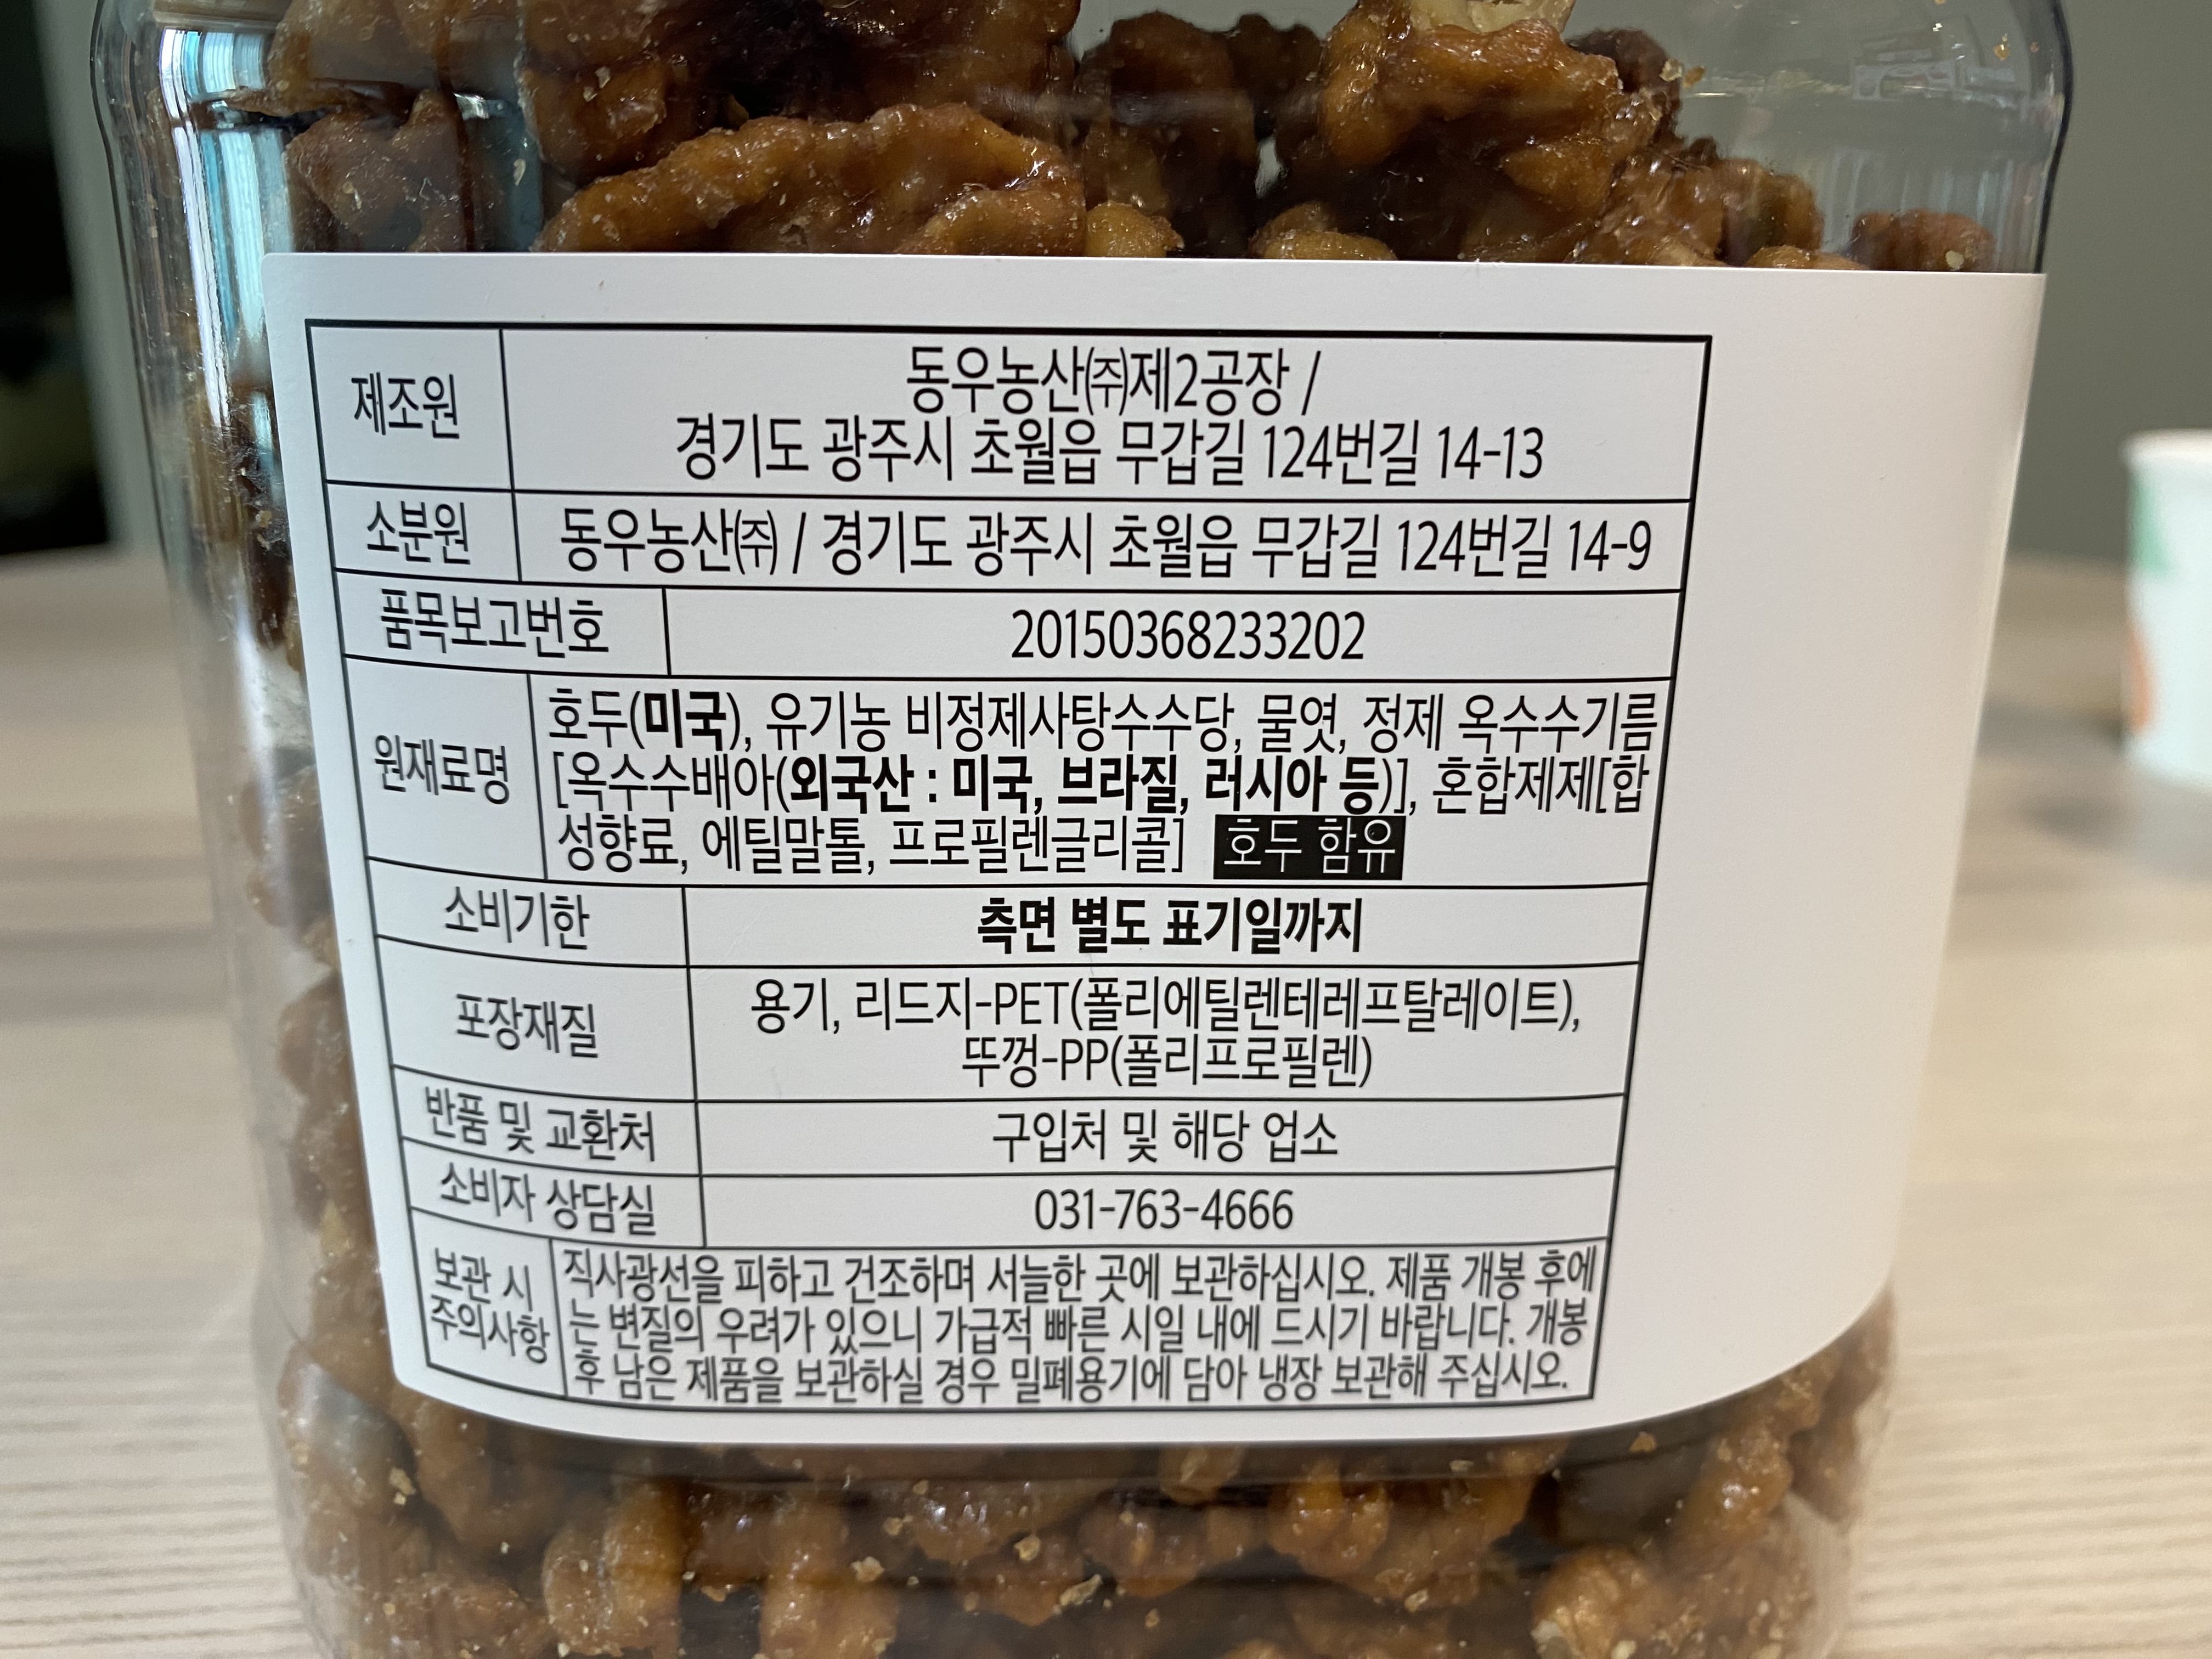 제조원
동우농산㈜제2공장 /
경기도 광주시 초월읍 무갑길 124번길 14-13
소분원
동우농산㈜ / 경기도 광주시 초월읍 무갑길 124번길 14-9
품목보고번호
20150368233202
원재료명
호두(미국), 유기농 비정제사탕수수당, 물엿, 정제 옥수수기름
[옥수수배아(외국산 : 미국, 브라질, 러시아 등)], 혼합제제[합
성향료, 에틸말톨, 프로필렌글리콜] 호두 함유
소비기한
측면 별도 표기일까지
포장재질
용기, 리드지-PET(폴리에틸렌테레프탈레이트),
뚜껑-PP(폴리프로필렌)
반품 및 교환처
구입처 및 해당 업소
소비자 상담실
031-763-4666
보관 시
주의사항
직사광선을 피하고 건조하며 서늘한 곳에 보관하십시오. 제품 개봉 후에
는 변질의 우려가 있으니 가급적 빠른 시일 내에 드시기 바랍니다. 개봉
후 남은 제품을 보관하실 경우 밀폐용기에 담아 냉장 보관해 주십시오.